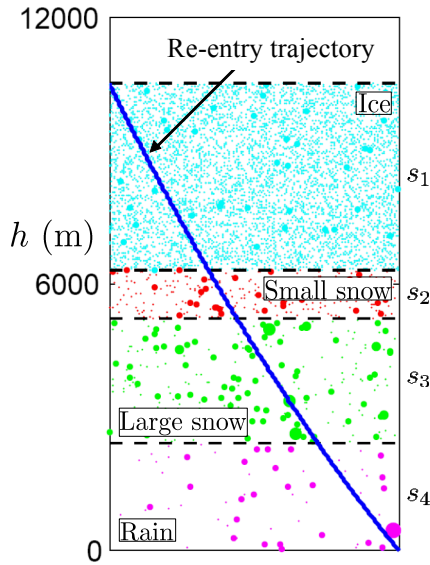 12000
Re-entry trajectory
Ice
s₁
h (m)
6000
Small snow
s₂
s₃
Large snow
s₄
Rain
0